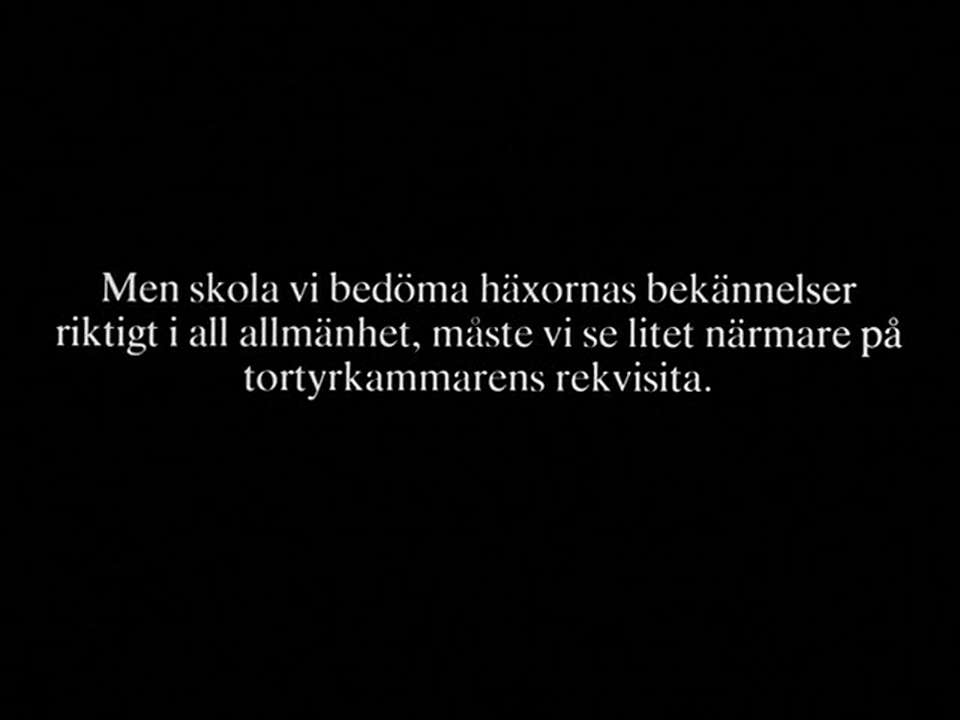 Men skola vi bedöma häxornas bekännelser
riktigt i all allmänhet, måste vi se litet närmare på
tortyrkammarens rekvisita.